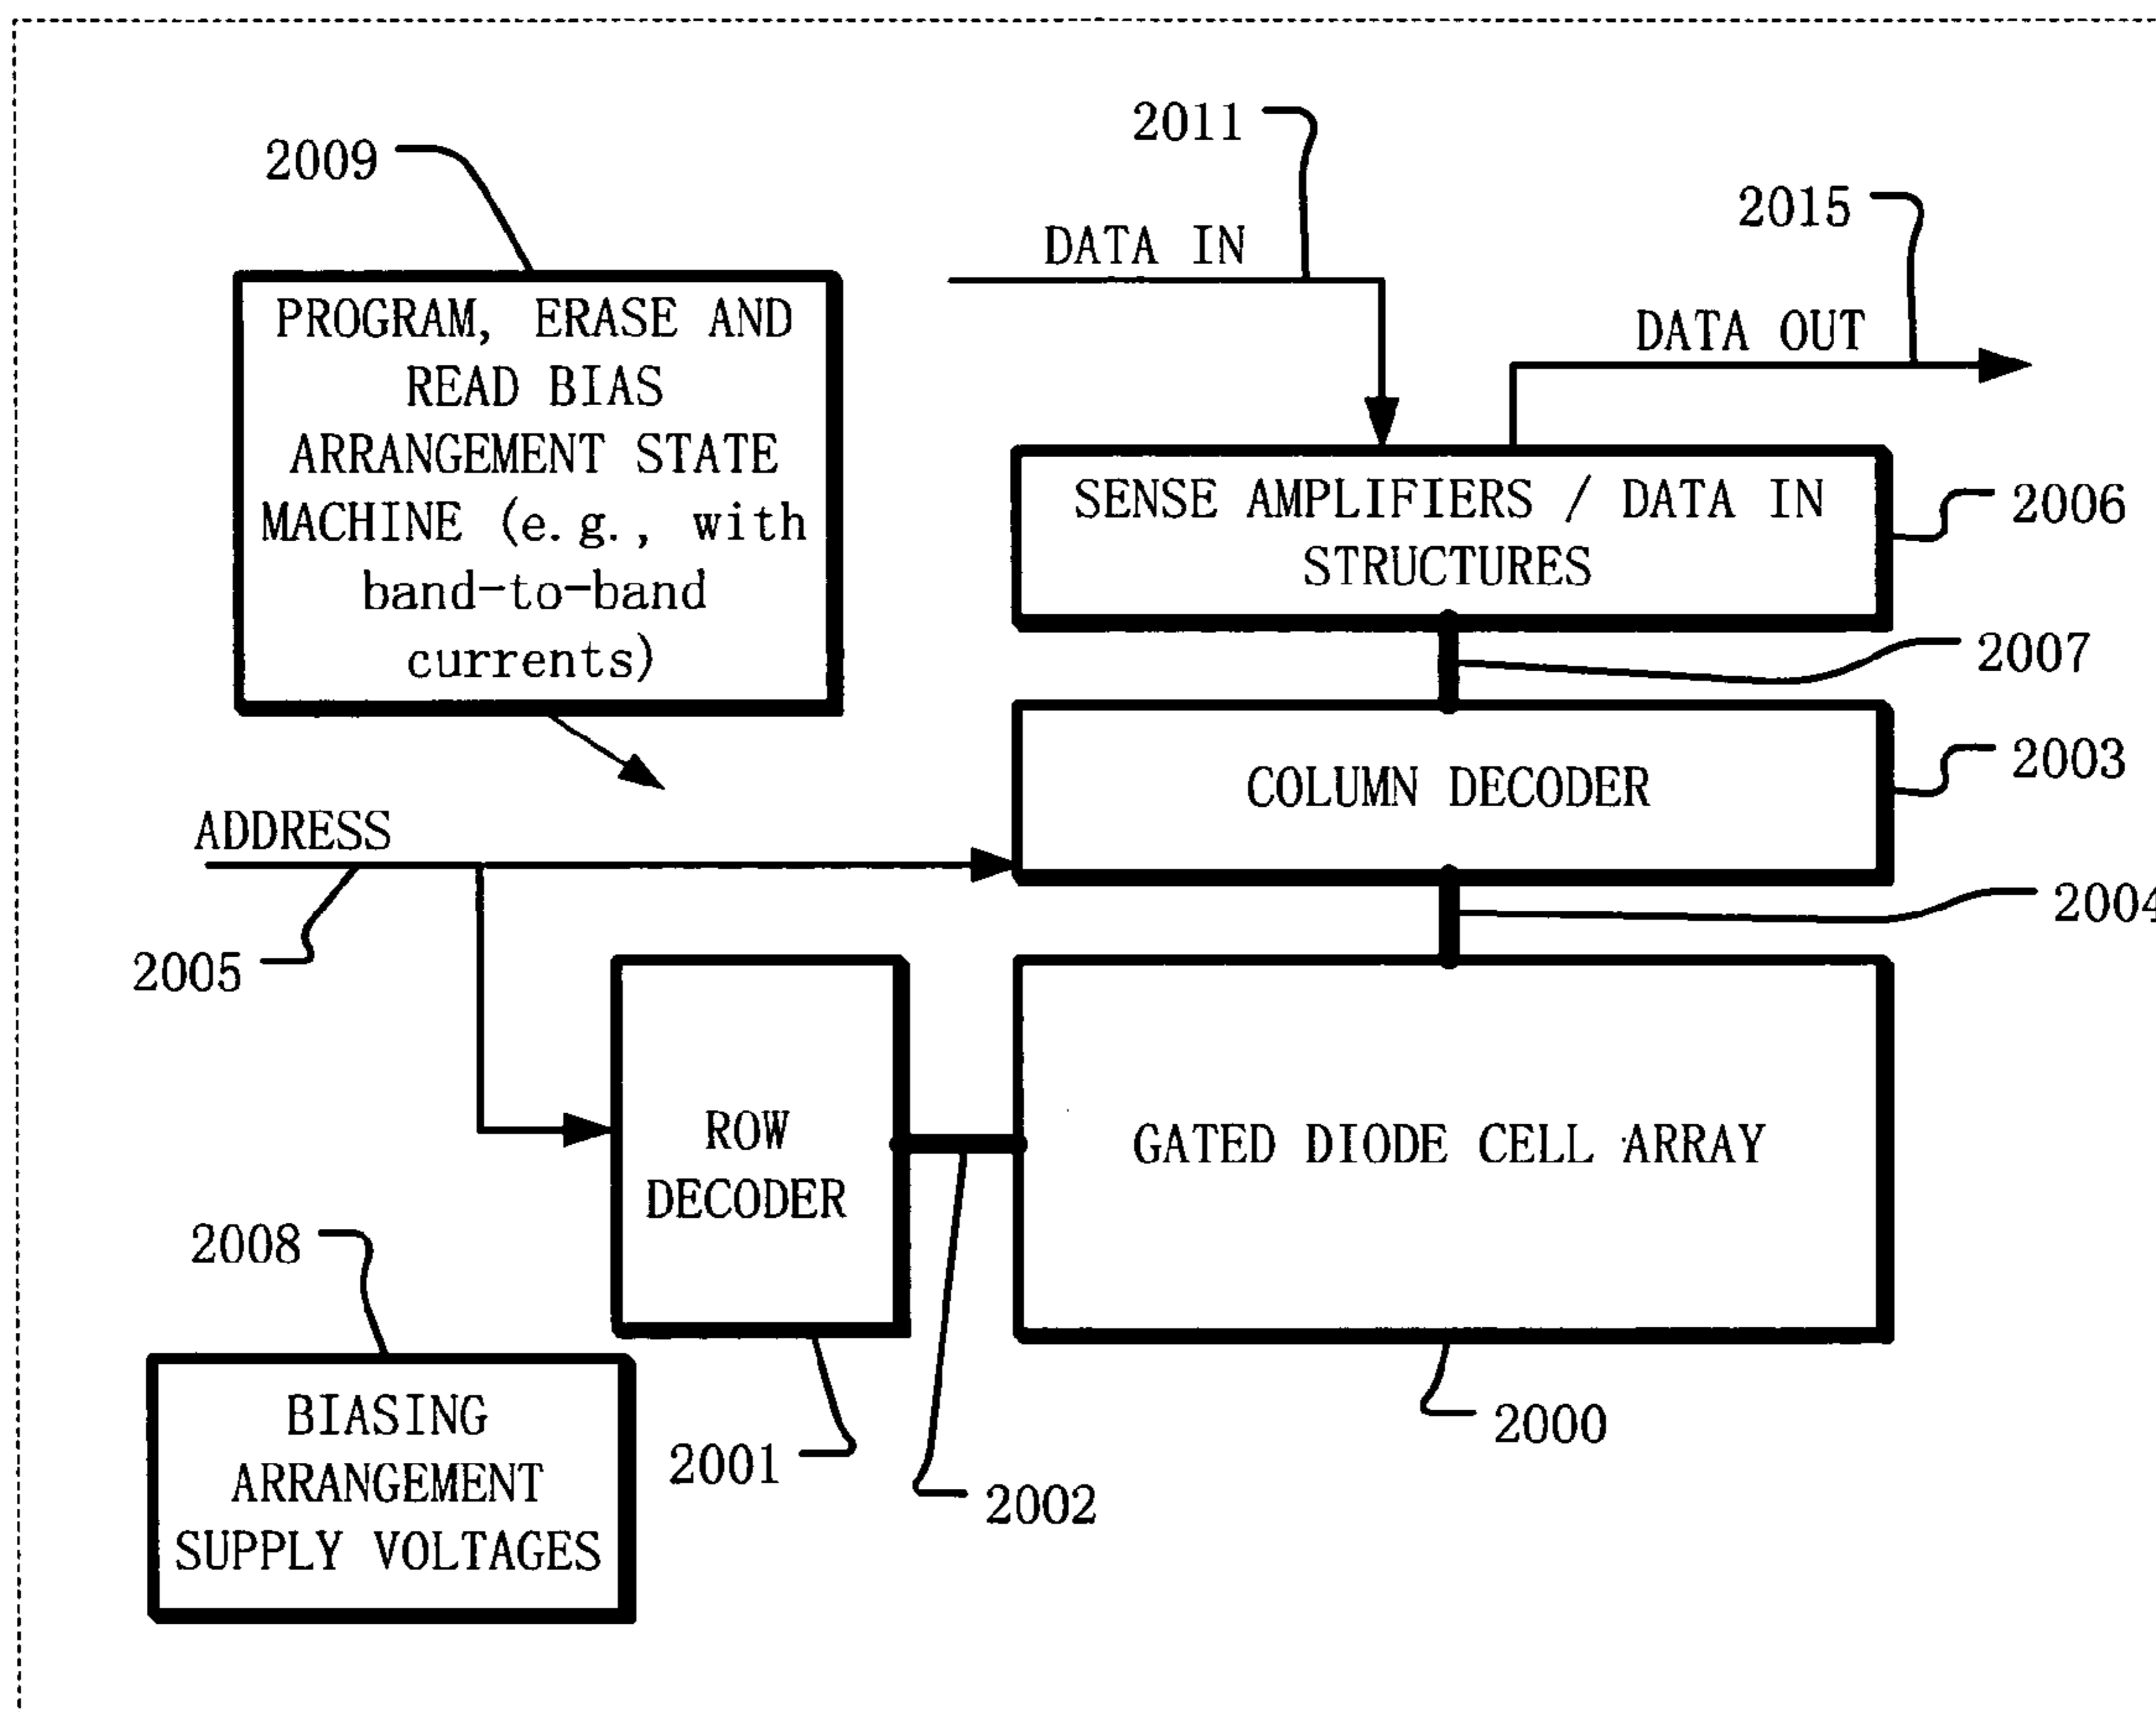 2011
2009
2015
DATA IN
PROGRAM, ERASE AND
READ BIAS
ARRANGEMENT STATE
MACHINE (e.g., with
band-to-band
currents)
DATA OUT
SENSE AMPLIFIERS / DATA IN
STRUCTURES
2006
2007
COLUMN DECODER
2003
ADDRESS
2004
2005
ROW
DECODER
GATED DIODE CELL ARRAY
2008
2000
2001
2002
BIASING
ARRANGEMENT
SUPPLY VOLTAGES